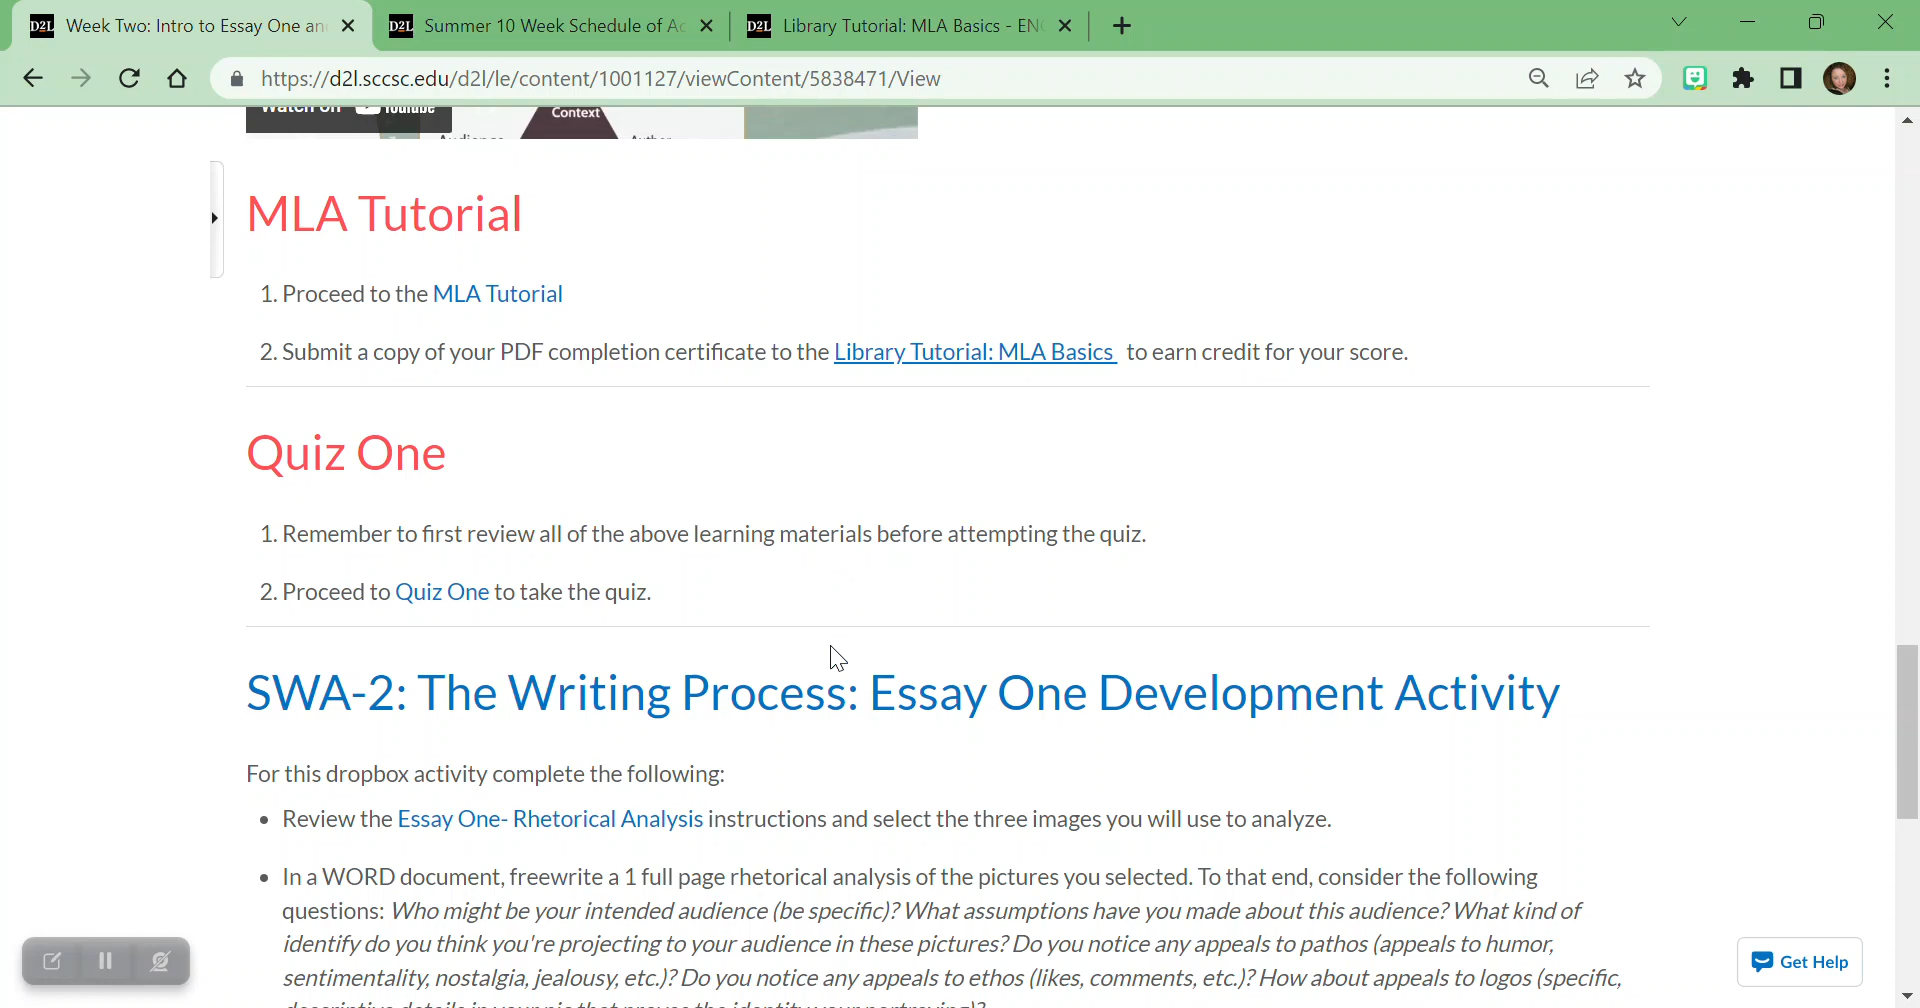 D2L Week Two: Intro to Essay One an
D2L Summer 10 Week Schedule of Ac
D2L Library Tutorial: MLA Basics - EN
https://d2l.sccsc.edu/d2l/le/content/1001127/viewContent/5838471/View
Watch on YouTube
Context
Audience
Author
MLA Tutorial
1. Proceed to the MLA Tutorial
2. Submit a copy of your PDF completion certificate to the Library Tutorial: MLA Basics to earn credit for your score.
Quiz One
1. Remember to first review all of the above learning materials before attempting the quiz.
2. Proceed to Quiz One to take the quiz.
SWA-2: The Writing Process: Essay One Development Activity
For this dropbox activity complete the following:
• Review the Essay One- Rhetorical Analysis instructions and select the three images you will use to analyze.
• In a WORD document, freewrite a 1 full page rhetorical analysis of the pictures you selected. To that end, consider the following
questions: Who might be your intended audience (be specific)? What assumptions have you made about this audience? What kind of
identify do you think you're projecting to your audience in these pictures? Do you notice any appeals to pathos (appeals to humor,
sentimentality, nostalgia, jealousy, etc.)? Do you notice any appeals to ethos (likes, comments, etc.)? How about appeals to logos (specific,
Get Help